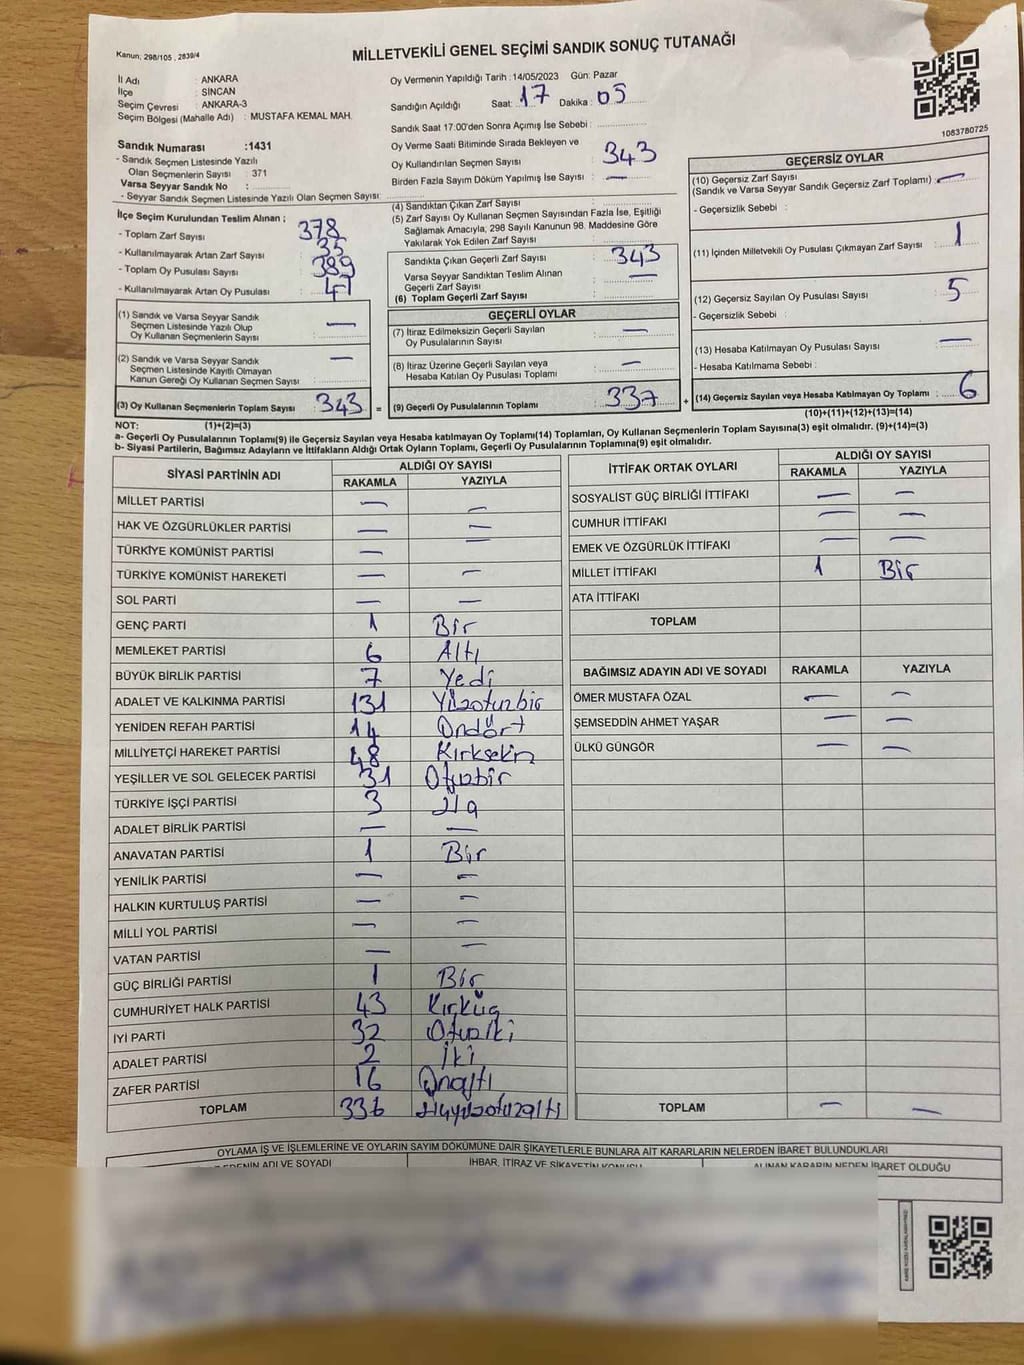 Kanun, 298/105 , 2839/4
MİLLETVEKİLİ GENEL SEÇİMİ SANDIK SONUÇ TUTANAĞI
İl Adı : ANKARA
İlçe : SİNCAN
Seçim Çevresi : ANKARA-3
Seçim Bölgesi (Mahalle Adı) : MUSTAFA KEMAL MAH.
Sandık Numarası :1431
- Sandık Seçmen Listesinde Yazılı
Olan Seçmenlerin Sayısı : 371
Varsa Seyyar Sandık No :
- Seyyar Sandık Seçmen Listesinde Yazılı Olan Seçmen Sayısı :
İlçe Seçim Kurulundan Teslim Alınan ;
- Toplam Zarf Sayısı : 378
- Kullanılmayarak Artan Zarf Sayısı : 35
- Toplam Oy Pusulası Sayısı : 389
- Kullanılmayarak Artan Oy Pusulası : 47
(1) Sandık ve Varsa Seyyar Sandık
Seçmen Listesinde Yazılı Olup
Oy Kullanan Seçmenlerin Sayısı : —
(2) Sandık ve Varsa Seyyar Sandık
Seçmen Listesinde Kayıtlı Olmayan
Kanun Gereği Oy Kullanan Seçmen Sayısı : —
(3) Oy Kullanan Seçmenlerin Toplam Sayısı : 343 =
Oy Vermenin Yapıldığı Tarih : 14/05/2023 Gün: Pazar
Sandığın Açıldığı Saat: 17 Dakika : 05
Sandık Saat 17:00'den Sonra Açımış İse Sebebi :
Oy Verme Saati Bitiminde Sırada Bekleyen ve
Oy Kullandırılan Seçmen Sayısı : 343
Birden Fazla Sayım Döküm Yapılmış İse Sayısı : —
(4) Sandıktan Çıkan Zarf Sayısı :
(5) Zarf Sayısı Oy Kullanan Seçmen Sayısından Fazla İse, Eşitliği
Sağlamak Amacıyla, 298 Sayılı Kanunun 98. Maddesine Göre
Yakılarak Yok Edilen Zarf Sayısı :
Sandıkta Çıkan Geçerli Zarf Sayısı : 343
Varsa Seyyar Sandıktan Teslim Alınan
Geçerli Zarf Sayısı : —
(6) Toplam Geçerli Zarf Sayısı :
GEÇERLİ OYLAR
(7) İtiraz Edilmeksizin Geçerli Sayılan
Oy Pusulalarının Sayısı : —
(8) İtiraz Üzerine Geçerli Sayılan veya
Hesaba Katılan Oy Pusulası Toplamı : —
(9) Geçerli Oy Pusulalarının Toplamı : 337 +
1083780725
GEÇERSİZ OYLAR
(10) Geçersiz Zarf Sayısı
(Sandık ve Varsa Seyyar Sandık Geçersiz Zarf Toplamı) : —
- Geçersizlik Sebebi :
(11) İçinden Milletvekili Oy Pusulası Çıkmayan Zarf Sayısı : 1
(12) Geçersiz Sayılan Oy Pusulası Sayısı : 5
- Geçersizlik Sebebi :
(13) Hesaba Katılmayan Oy Pusulası Sayısı : —
- Hesaba Katılmama Sebebi :
(14) Geçersiz Sayılan veya Hesaba Katılmayan Oy Toplamı : 6
NOT: (1)+(2)=(3) (10)+(11)+(12)+(13)=(14)
a- Geçerli Oy Pusulalarının Toplamı(9) ile Geçersiz Sayılan veya Hesaba katılmayan Oy Toplamı(14) Toplamları, Oy Kullanan Seçmenlerin Toplam Sayısına(3) eşit olmalıdır. (9)+(14)=(3)
b- Siyasi Partilerin, Bağımsız Adayların ve İttifakların Aldığı Ortak Oyların Toplamı, Geçerli Oy Pusulalarının Toplamına(9) eşit olmalıdır.
SİYASİ PARTİNİN ADI ALDIĞI OY SAYISI
RAKAMLA YAZIYLA
MİLLET PARTİSİ — —
HAK VE ÖZGÜRLÜKLER PARTİSİ — —
TÜRKİYE KOMÜNİST PARTİSİ — —
TÜRKİYE KOMÜNİST HAREKETİ — —
SOL PARTİ — —
GENÇ PARTİ 1 Bir
MEMLEKET PARTİSİ 6 Altı
BÜYÜK BİRLİK PARTİSİ 7 Yedi
ADALET VE KALKINMA PARTİSİ 131 Yüzotuzbir
YENİDEN REFAH PARTİSİ 14 Ondört
MİLLİYETÇİ HAREKET PARTİSİ 48 Kırksekiz
YEŞİLLER VE SOL GELECEK PARTİSİ 31 Otuzbir
TÜRKİYE İŞÇİ PARTİSİ 3 Üç
ADALET BİRLİK PARTİSİ — —
ANAVATAN PARTİSİ 1 Bir
YENİLİK PARTİSİ — —
HALKIN KURTULUŞ PARTİSİ — —
MİLLİ YOL PARTİSİ — —
VATAN PARTİSİ — —
GÜÇ BİRLİĞİ PARTİSİ 1 Bir
CUMHURİYET HALK PARTİSİ 43 Kırküç
İYİ PARTİ 32 Otuziki
ADALET PARTİSİ 2 İki
ZAFER PARTİSİ 16 Onaltı
TOPLAM 336 Üçyüzotuzaltı
İTTİFAK ORTAK OYLARI ALDIĞI OY SAYISI
RAKAMLA YAZIYLA
SOSYALİST GÜÇ BİRLİĞİ İTTİFAKI — —
CUMHUR İTTİFAKI — —
EMEK VE ÖZGÜRLÜK İTTİFAKI — —
MİLLET İTTİFAKI 1 Bir
ATA İTTİFAKI
TOPLAM
BAĞIMSIZ ADAYIN ADI VE SOYADI RAKAMLA YAZIYLA
ÖMER MUSTAFA ÖZAL — —
ŞEMSEDDİN AHMET YAŞAR — —
ÜLKÜ GÜNGÖR — —
TOPLAM — —
OYLAMA İŞ VE İŞLEMLERİNE VE OYLARIN SAYIM DÖKÜMÜNE DAİR ŞİKAYETLERLE BUNLARA AİT KARARLARIN NELERDEN İBARET BULUNDUKLARI
EDENİN ADI VE SOYADI İHBAR, İTİRAZ VE ŞİKAYETİN KONUSU ALINAN KARARIN NEDEN İBARET OLDUĞU